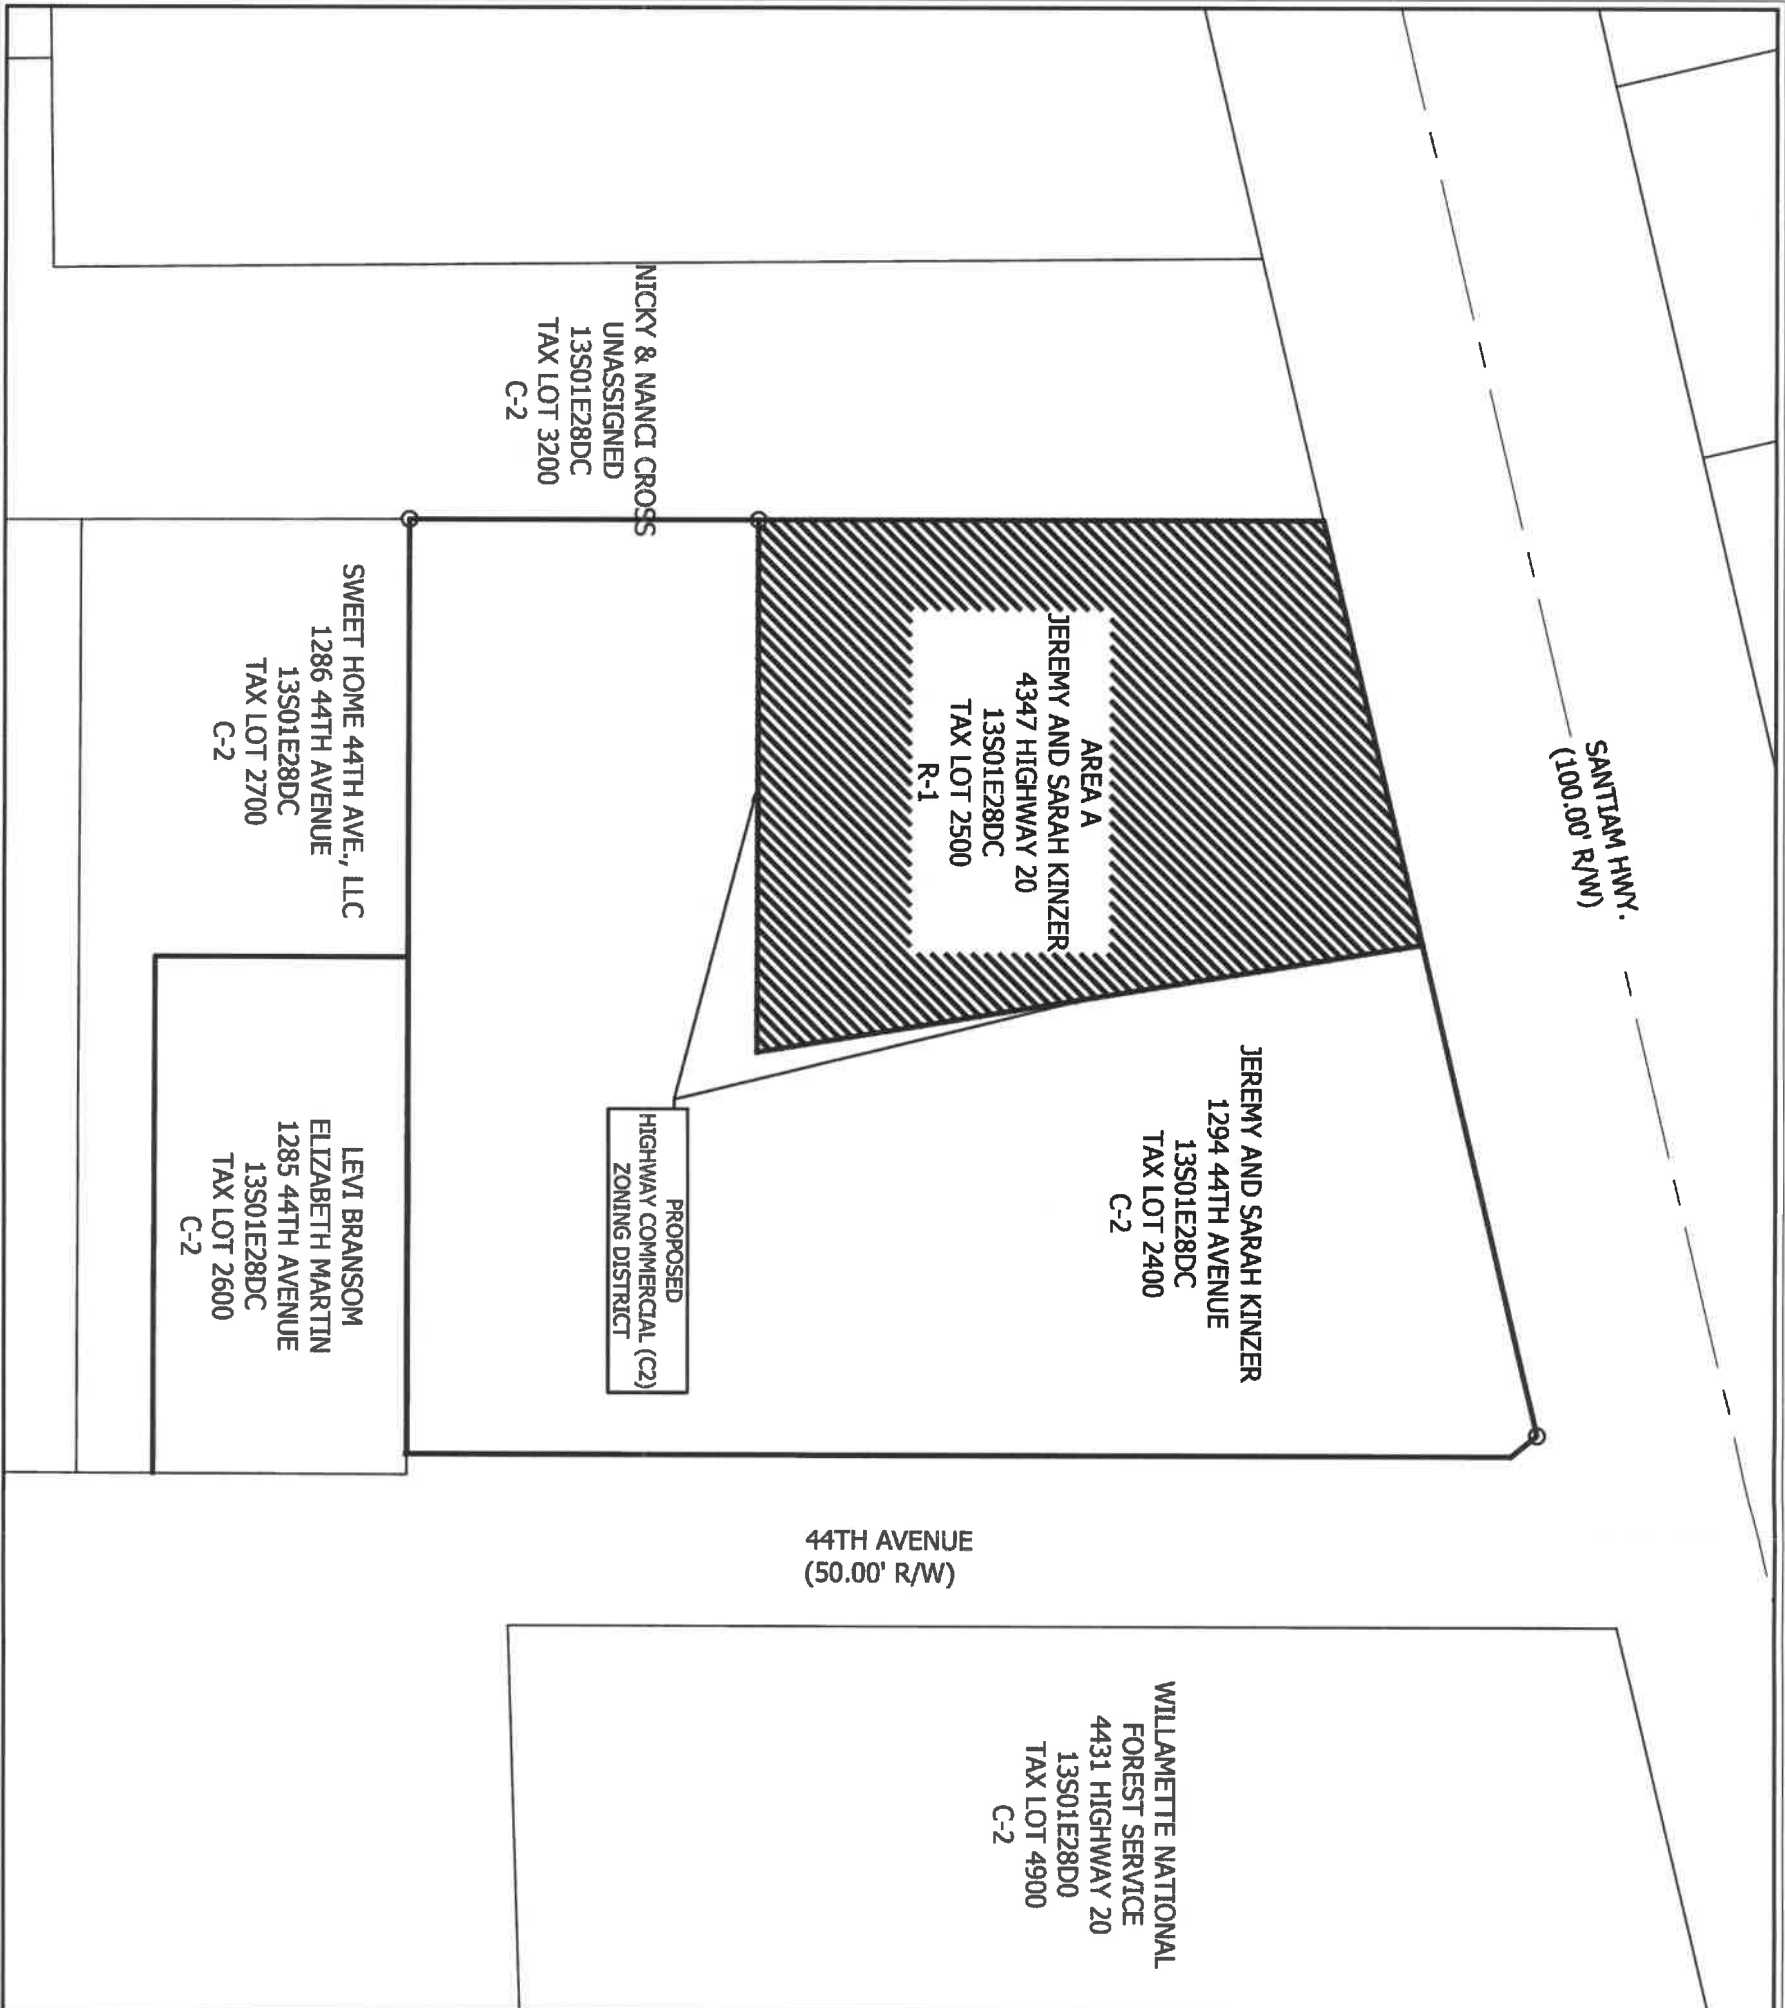 SANTIAM HWY.
(100.00' R/W)
AREA A
JEREMY AND SARAH KINZER
4347 HIGHWAY 20
13S01E28DC
TAX LOT 2500
R-1
JEREMY AND SARAH KINZER
1294 44TH AVENUE
13S01E28DC
TAX LOT 2400
C-2
WILLAMETTE NATIONAL
FOREST SERVICE
4431 HIGHWAY 20
13S01E28D0
TAX LOT 4900
C-2
NICKY & NANCI CROSS
UNASSIGNED
13S01E28DC
TAX LOT 3200
C-2
PROPOSED
HIGHWAY COMMERCIAL (C2)
ZONING DISTRICT
44TH AVENUE
(50.00' R/W)
SWEET HOME 44TH AVE., LLC
1286 44TH AVENUE
13S01E28DC
TAX LOT 2700
C-2
LEVI BRANSOM
ELIZABETH MARTIN
1285 44TH AVENUE
13S01E28DC
TAX LOT 2600
C-2